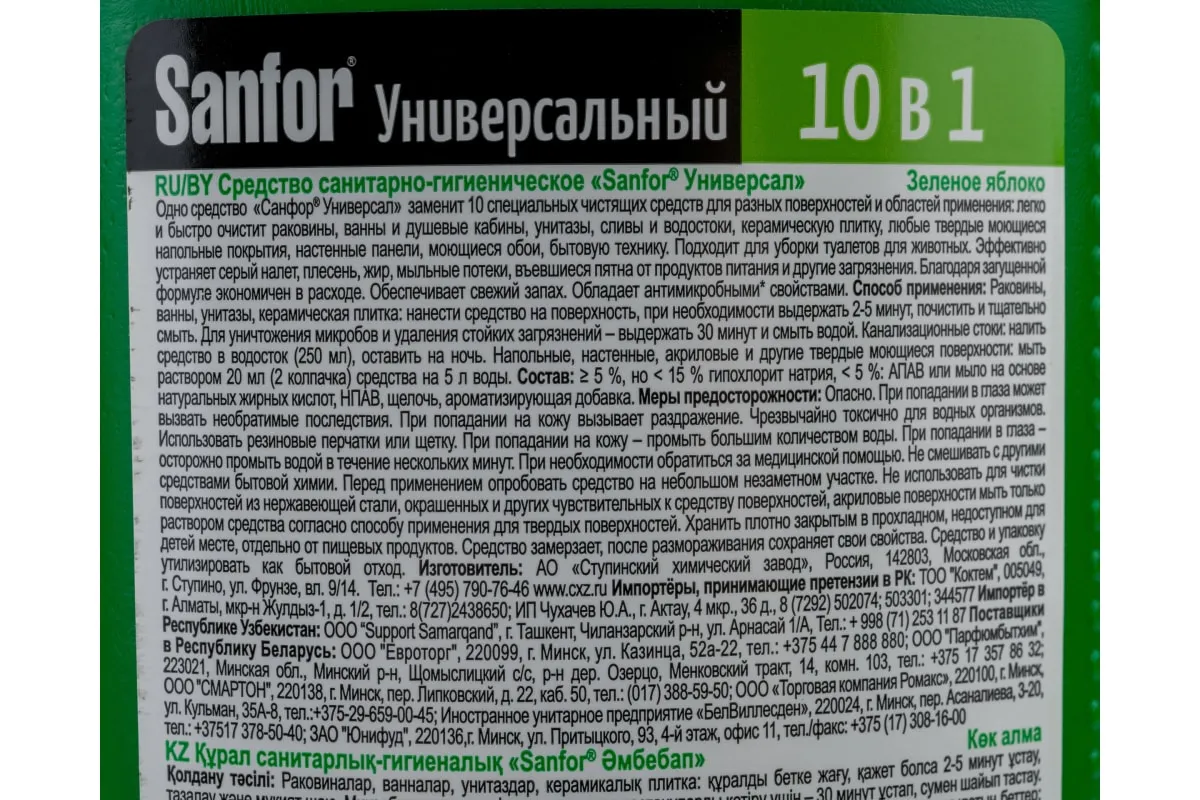 Sanfor® Универсальный 10 в 1
RU/BY Средство санитарно-гигиеническое «Sanfor® Универсал» Зеленое яблоко
Одно средство «Санфор® Универсал» заменит 10 специальных чистящих средств для разных поверхностей и областей применения: легко
и быстро очистит раковины, ванны и душевые кабины, унитазы, сливы и водостоки, керамическую плитку, любые твердые моющиеся
напольные покрытия, настенные панели, моющиеся обои, бытовую технику. Подходит для уборки туалетов для животных. Эффективно
устраняет серый налет, плесень, жир, мыльные потеки, въевшиеся пятна от продуктов питания и другие загрязнения. Благодаря загущенной
формуле экономичен в расходе. Обеспечивает свежий запах. Обладает антимикробными* свойствами. Способ применения: Раковины,
ванны, унитазы, керамическая плитка: нанести средство на поверхность, при необходимости выдержать 2-5 минут, почистить и тщательно
смыть. Для уничтожения микробов и удаления стойких загрязнений – выдержать 30 минут и смыть водой. Канализационные стоки: налить
средство в водосток (250 мл), оставить на ночь. Напольные, настенные, акриловые и другие твердые моющиеся поверхности: мыть
раствором 20 мл (2 колпачка) средства на 5 л воды. Состав: ≥ 5 %, но < 15 % гипохлорит натрия, < 5 %: АПАВ или мыло на основе
натуральных жирных кислот, НПАВ, щелочь, ароматизирующая добавка. Меры предосторожности: Опасно. При попадании в глаза может
вызвать необратимые последствия. При попадании на кожу вызывает раздражение. Чрезвычайно токсично для водных организмов.
Использовать резиновые перчатки или щетку. При попадании на кожу – промыть большим количеством воды. При попадании в глаза –
осторожно промыть водой в течение нескольких минут. При необходимости обратиться за медицинской помощью. Не смешивать с другими
средствами бытовой химии. Перед применением опробовать средство на небольшом незаметном участке. Не использовать для чистки
поверхностей из нержавеющей стали, окрашенных и других чувствительных к средству поверхностей, акриловые поверхности мыть только
раствором средства согласно способу применения для твердых поверхностей. Хранить плотно закрытым в прохладном, недоступном для
детей месте, отдельно от пищевых продуктов. Средство замерзает, после размораживания сохраняет свои свойства. Средство и упаковку
утилизировать как бытовой отход. Изготовитель: АО «Ступинский химический завод», Россия, 142803, Московская обл.,
г. Ступино, ул. Фрунзе, вл. 9/14. Тел.: +7 (495) 790-76-46 www.cxz.ru Импортёры, принимающие претензии в РК: ТОО "Коктем", 005049,
г. Алматы, мкр-н Жулдыз-1, д. 1/2, тел.: 8(727)2438650; ИП Чухачев Ю.А., г. Актау, 4 мкр., 36 д., 8 (7292) 502074; 503301; 344577 Импортёр в
Республике Узбекистан: ООО "Support Samarqand", г. Ташкент, Чиланзарский р-н, ул. Арнасай 1/А, Тел.: + 998 (71) 253 11 87 Поставщики
в Республику Беларусь: ООО "Евроторг", 220099, г. Минск, ул. Казинца, 52а-22, тел.: +375 44 7 888 880; ООО "Парфюмбытхим",
223021, Минская обл., Минский р-н, Щомыслицкий с/с, р-н дер. Озерцо, Менковский тракт, 14, комн. 103, тел.: +375 17 357 86 32;
ООО "СМАРТОН", 220138, г. Минск, пер. Липковский, д. 22, каб. 50, тел.: (017) 388-59-50; ООО «Торговая компания Ромакс», 220100, г. Минск,
ул. Кульман, 35А-8, тел.:+375-29-659-00-45; Иностранное унитарное предприятие «БелВиллесден», 220024, г. Минск, пер. Асаналиева, 3-20,
тел.: +37517 378-50-40; ЗАО "Юнифуд", 220136,г. Минск, ул. Притыцкого, 93, 4-й этаж, офис 11, тел./факс: +375 (17) 308-16-00
KZ Құрал санитарлық-гигиеналық «Sanfor® Әмбебап» Көк алма
Қолдану тәсілі: Раковиналар, ванналар, унитаздар, керамикалық плитка: құралды бетке жағу, қажет болса 2-5 минут ұстау,
– 30 минут ұстап, сумен шайып тастау.